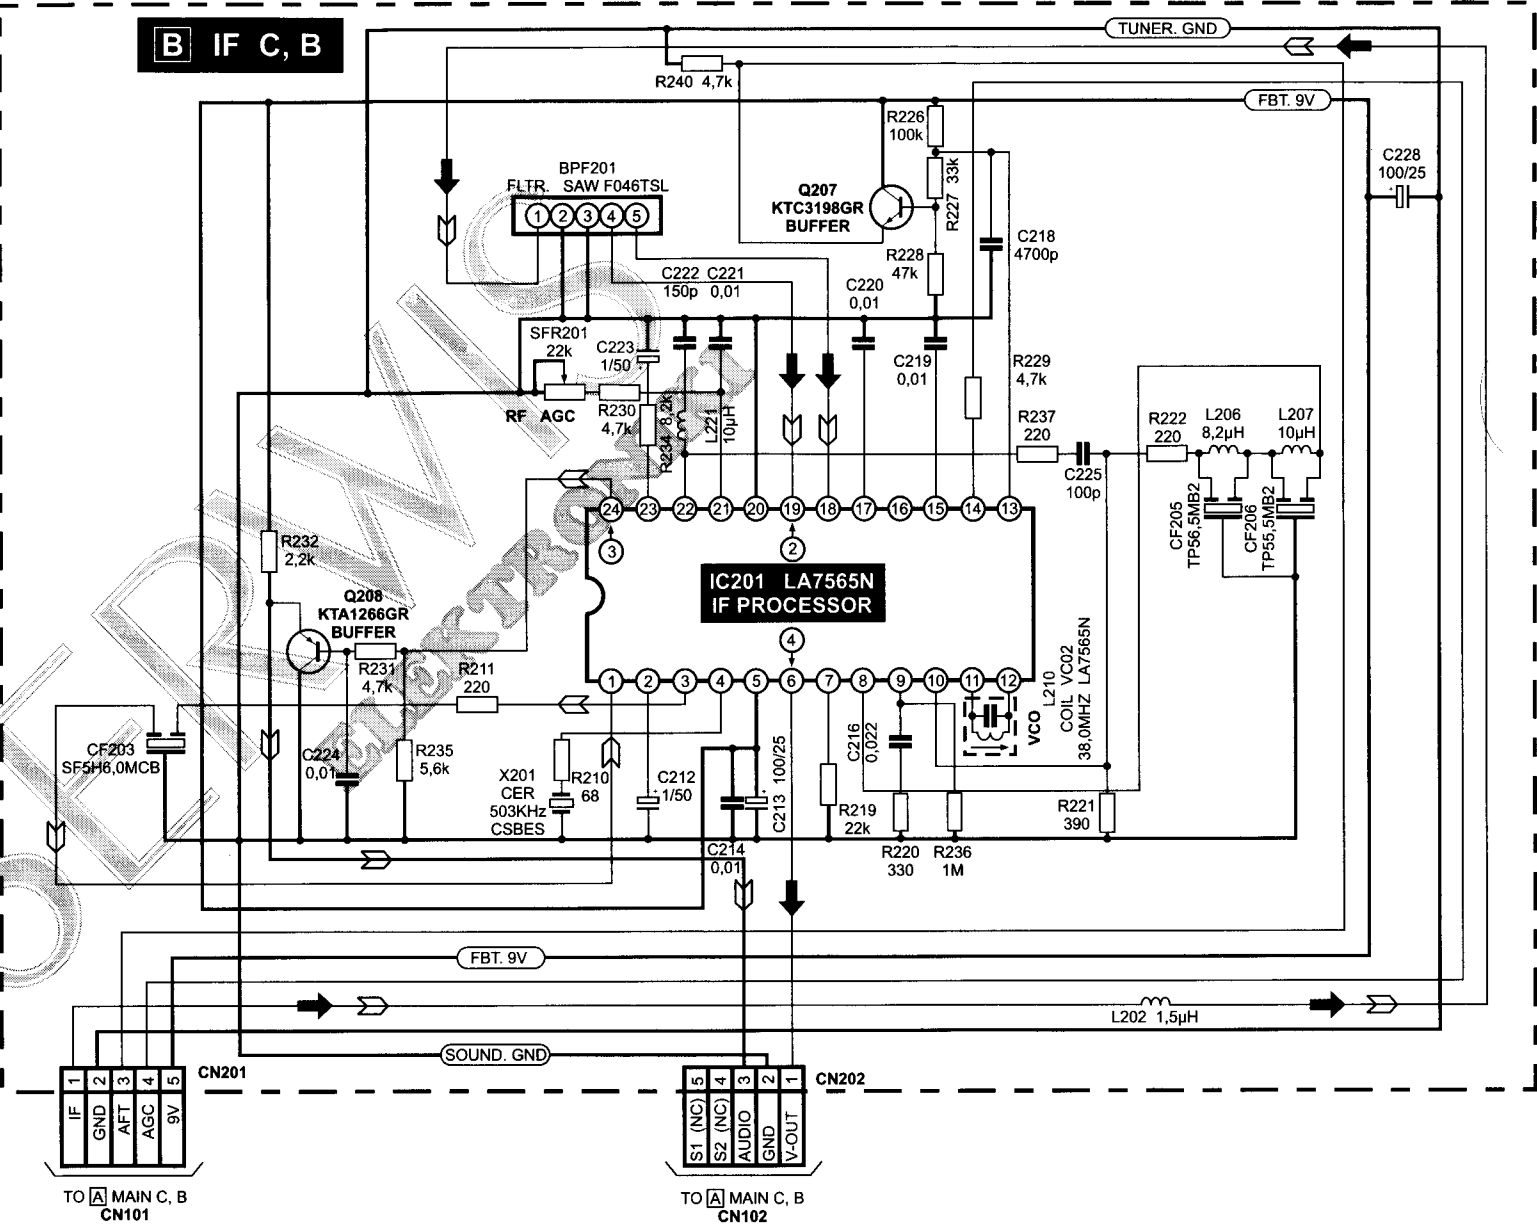 B IF C, B
TUNER. GND
R240 4,7k
FBT. 9V
R226
100k
C228
100/25
BPF201
FLTR. SAW F046TSL
1 2 3 4 5
Q207
KTC3198GR
BUFFER
R227 33k
R228
47k
C218
4700p
C222 C221
150p 0,01
C220
0,01
SFR201
22k
C223
1/50
C219
0,01
R229
4,7k
RF AGC
R230
4,7k
R234 8,2k
L221
10µH
R237
220
C225
100p
R222
220
L206
8,2µH
L207
10µH
CF205
TP56,5MB2
CF206
TP55,5MB2
24 23 22 21 20 19 18 17 16 15 14 13
3
2
R232
2,2k
IC201 LA7565N
IF PROCESSOR
Q208
KTA1266GR
BUFFER
4
R231
4,7k
R211
220
1 2 3 4 5 6 7 8 9 10 11 12
L210
COIL VC02
38,0MHZ LA7565N
VCO
CF203
SF5H6,0MCB
C224
0,01
R235
5,6k
X201
CER
503KHz
CSBES
R210
68
C212
1/50
C213 100/25
C216
0,022
R219
22k
R221
390
C214
0,01
R220
330
R236
1M
FBT. 9V
L202 1,5µH
SOUND. GND
CN201
1 2 3 4 5
IF
GND
AFT
AGC
9V
CN202
5 4 3 2 1
S1 (NC)
S2 (NC)
AUDIO
GND
V-OUT
TO A MAIN C, B
CN101
TO A MAIN C, B
CN102
SERWIS
ELEKTRONIKI